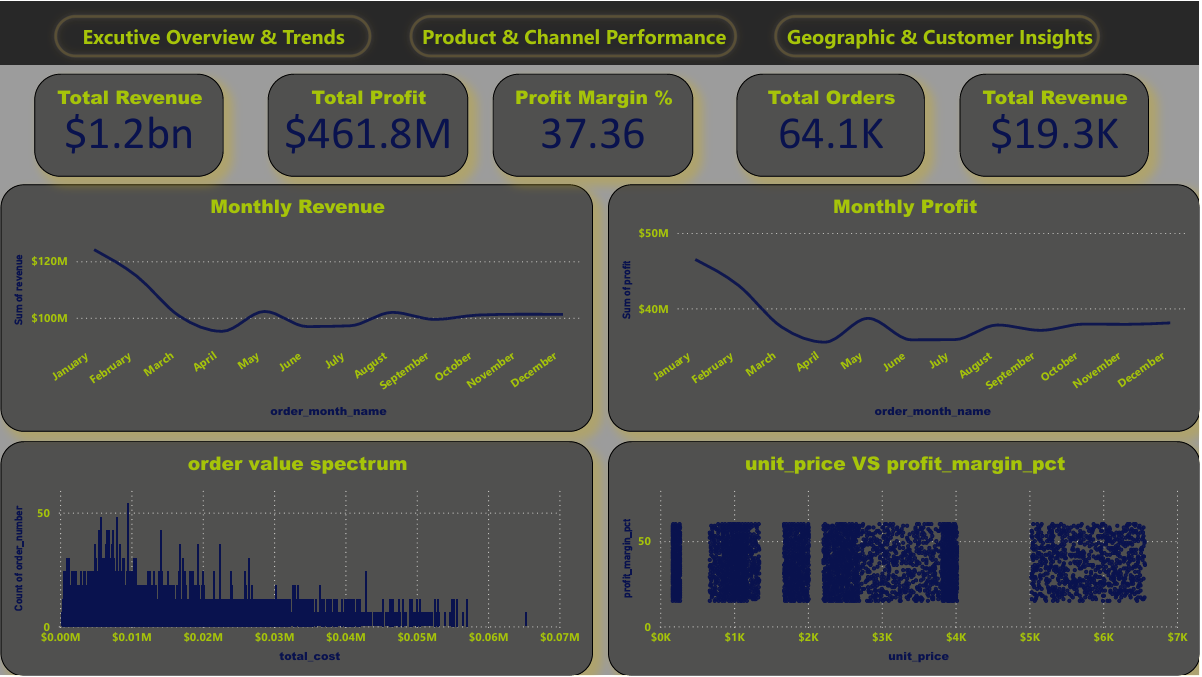 Excutive Overview & Trends
Product & Channel Performance
Geographic & Customer Insights
Total Revenue
$1.2bn
Total Profit
$461.8M
Profit Margin %
37.36
Total Orders
64.1K
Total Revenue
$19.3K
Monthly Revenue
Sum of revenue
$120M
$100M
January
February
March
April
May
June
July
August
September
October
November
December
order_month_name
Monthly Profit
Sum of profit
$50M
$40M
January
February
March
April
May
June
July
August
September
October
November
December
order_month_name
order value spectrum
Count of order_number
50
0
$0.00M
$0.01M
$0.02M
$0.03M
$0.04M
$0.05M
$0.06M
$0.07M
total_cost
unit_price VS profit_margin_pct
profit_margin_pct
50
0
$0K
$1K
$2K
$3K
$4K
$5K
$6K
$7K
unit_price